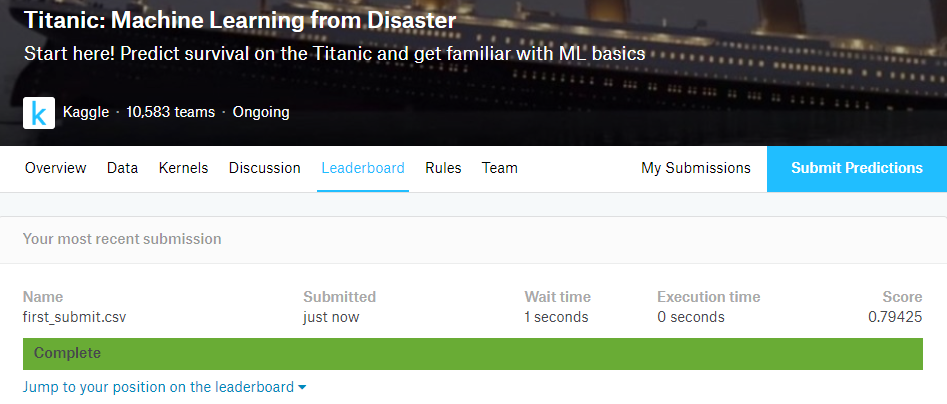 Titanic: Machine Learning from Disaster
Start here! Predict survival on the Titanic and get familiar with ML basics
k Kaggle · 10,583 teams · Ongoing
Overview Data Kernels Discussion Leaderboard Rules Team My Submissions Submit Predictions
Your most recent submission
Name Submitted Wait time Execution time Score
first_submit.csv just now 1 seconds 0 seconds 0.79425
Complete
Jump to your position on the leaderboard